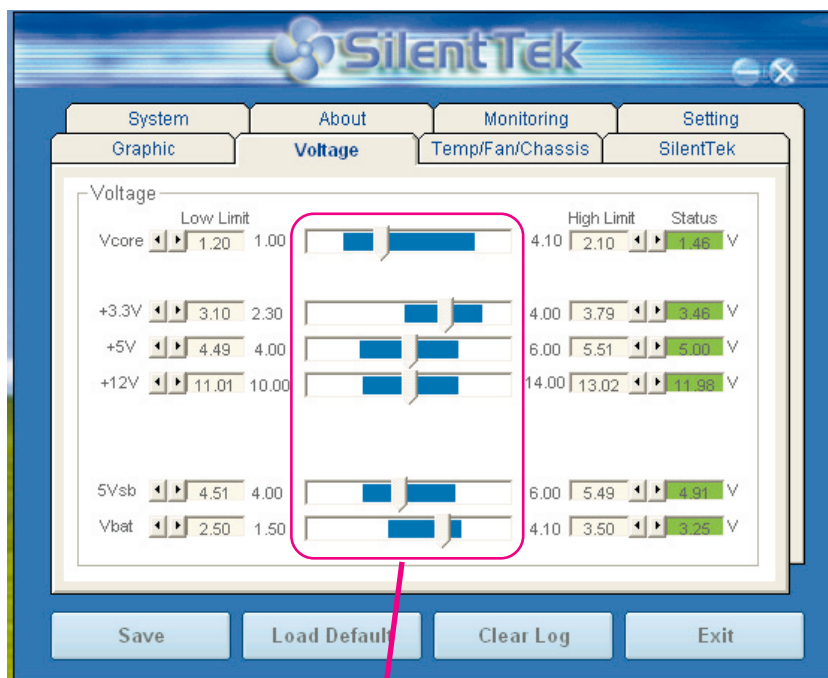 SilentTek
System About Monitoring Setting
Graphic Voltage Temp/Fan/Chassis SilentTek
Voltage
Low Limit High Limit Status
Vcore 1.20 1.00 4.10 2.10 1.46 V
+3.3V 3.10 2.30 4.00 3.79 3.46 V
+5V 4.49 4.00 6.00 5.51 5.00 V
+12V 11.01 10.00 14.00 13.02 11.98 V
5Vsb 4.51 4.00 6.00 5.49 4.91 V
Vbat 2.50 1.50 4.10 3.50 3.25 V
Save Load Default Clear Log Exit